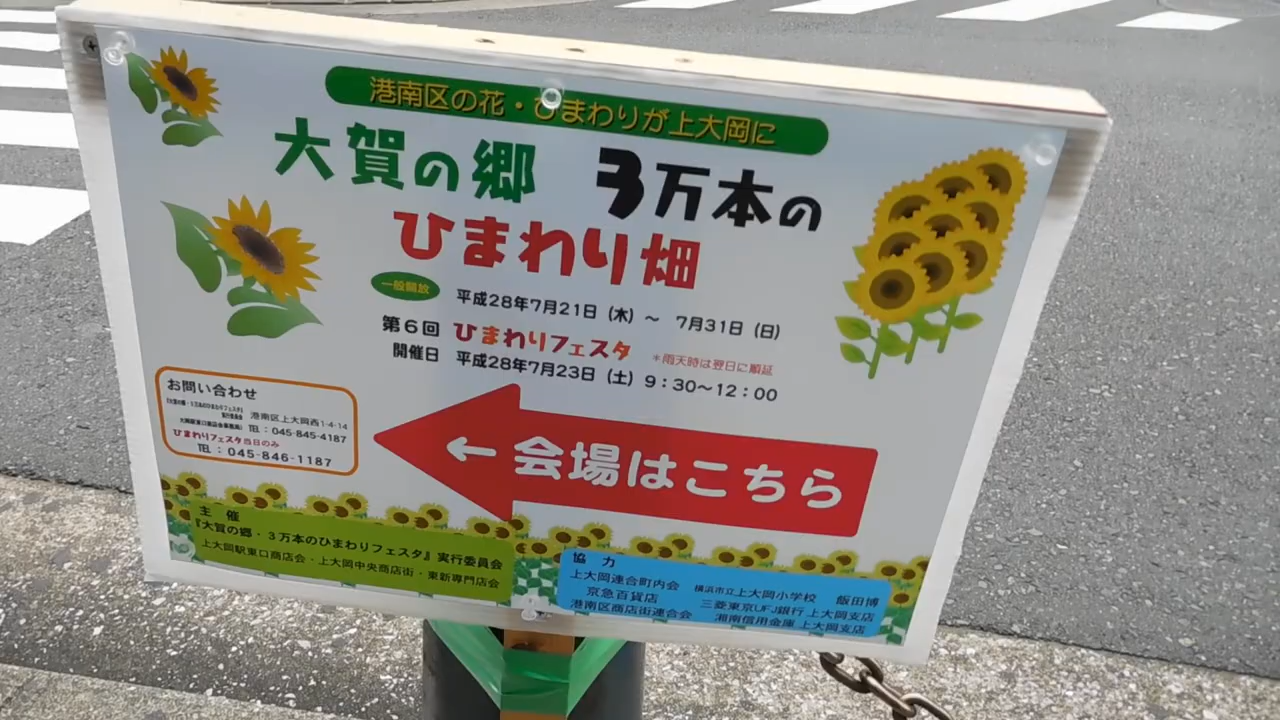 港南区の花・ひまわりが上大岡に
大賀の郷 3万本の
ひまわり畑
一般開放
平成28年7月21日(木)～ 7月31日(日)
第6回 ひまわりフェスタ *雨天時は翌日に順延
開催日 平成28年7月23日(土) 9:30～12:00
お問い合わせ
港南区上大岡西1-4-14
TEL:045-845-4187
ひまわりフェスタ当日のみ
TEL:045-846-1187
←会場はこちら
主 催
『大賀の郷・3万本のひまわりフェスタ』実行委員会
上大岡駅東口商店会・上大岡中央商店街・東新専門店会
協 力
上大岡連合町内会 横浜市立上大岡小学校 飯田博
京急百貨店 三菱東京UFJ銀行 上大岡支店
港南区商店街連合会 湘南信用金庫 上大岡支店